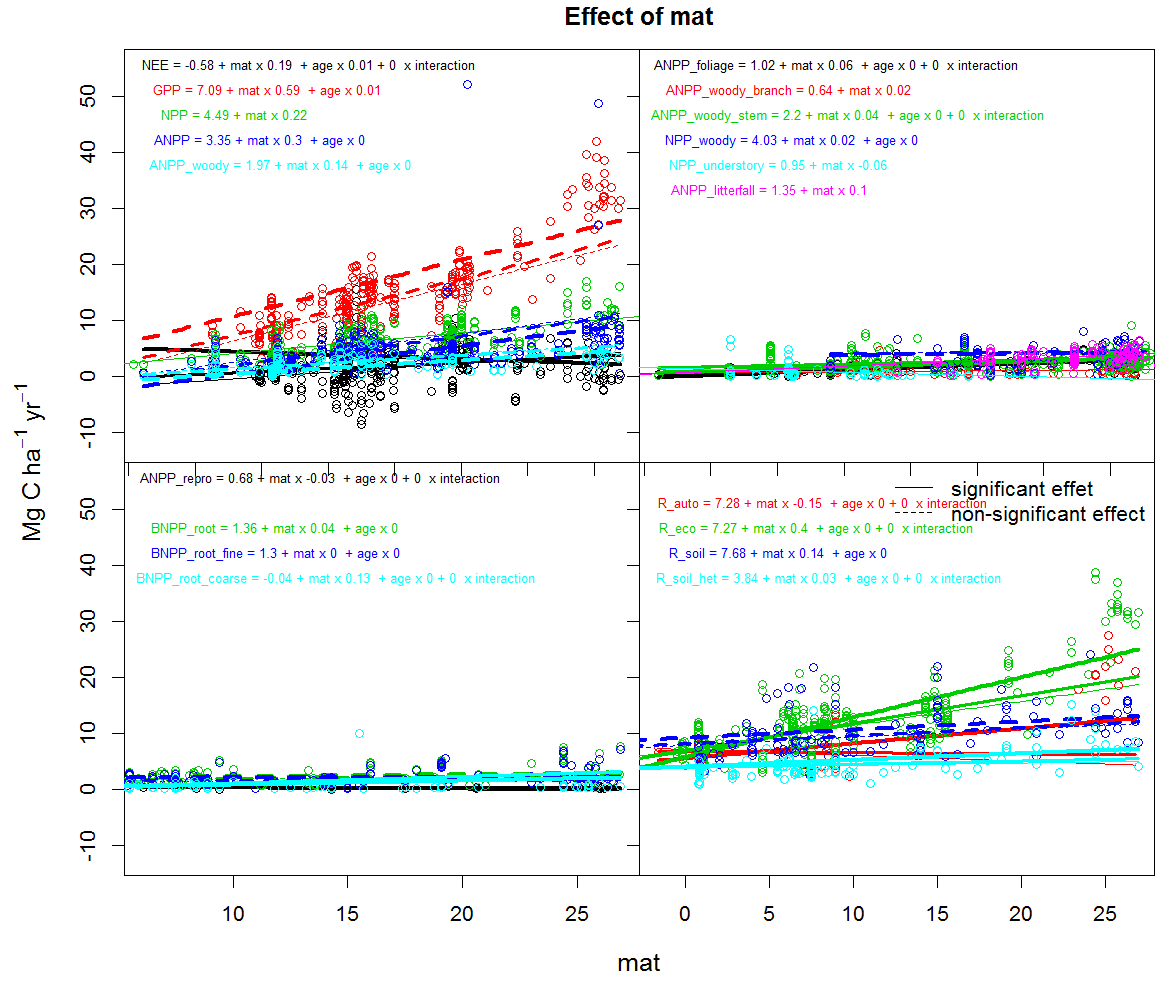 Effect of mat
NEE = -0.58 + mat x 0.19 + age x 0.01 + 0 x interaction
GPP = 7.09 + mat x 0.59 + age x 0.01
NPP = 4.49 + mat x 0.22
ANPP = 3.35 + mat x 0.3 + age x 0
ANPP_woody = 1.97 + mat x 0.14 + age x 0
50
40
30
20
10
0
-10
ANPP_foliage = 1.02 + mat x 0.06 + age x 0 + 0 x interaction
ANPP_woody_branch = 0.64 + mat x 0.02
ANPP_woody_stem = 2.2 + mat x 0.04 + age x 0 + 0 x interaction
NPP_woody = 4.03 + mat x 0.02 + age x 0
NPP_understory = 0.95 + mat x -0.06
ANPP_litterfall = 1.35 + mat x 0.1
Mg C ha⁻¹ yr⁻¹
ANPP_repro = 0.68 + mat x -0.03 + age x 0 + 0 x interaction
BNPP_root = 1.36 + mat x 0.04 + age x 0
BNPP_root_fine = 1.3 + mat x 0 + age x 0
BNPP_root_coarse = -0.04 + mat x 0.13 + age x 0 + 0 x interaction
50
40
30
20
10
0
-10
10 15 20 25
significant effet
non-significant effect
R_auto = 7.28 + mat x -0.15 + age x 0 + 0 x interaction
R_eco = 7.27 + mat x 0.4 + age x 0 + 0 x interaction
R_soil = 7.68 + mat x 0.14 + age x 0
R_soil_het = 3.84 + mat x 0.03 + age x 0 + 0 x interaction
0 5 10 15 20 25
mat